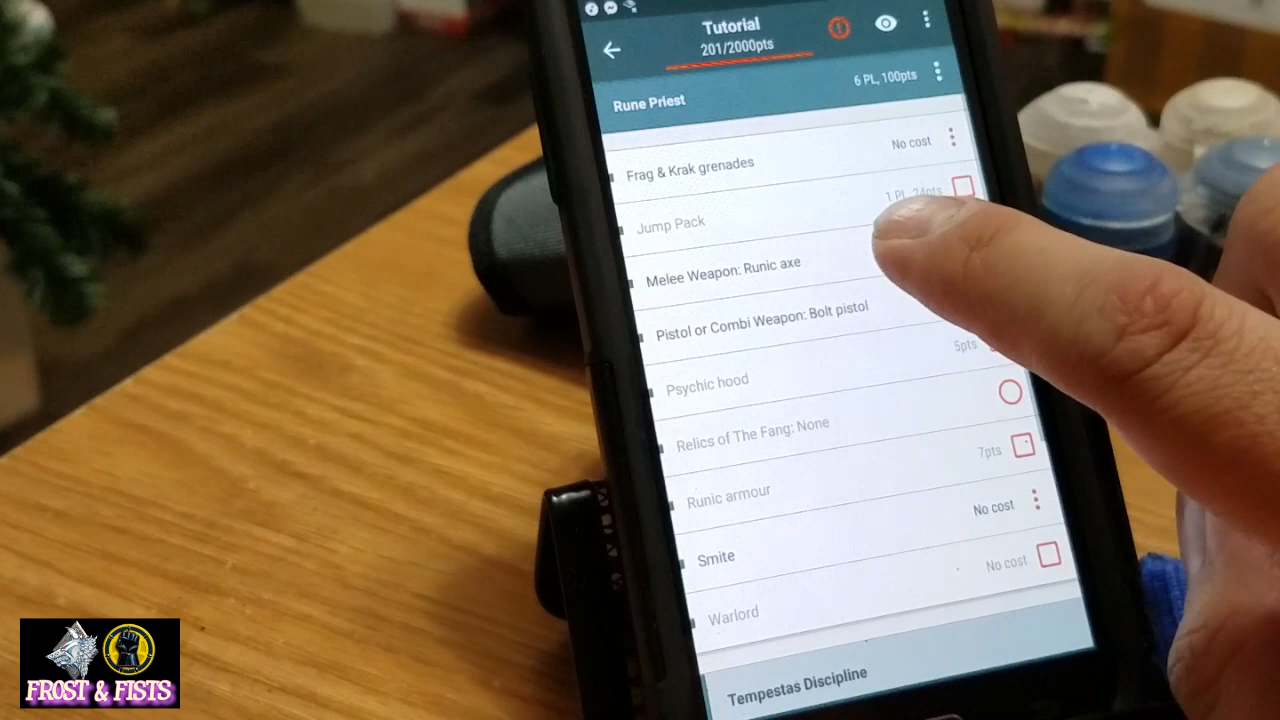 Tutorial
201/2000pts
Rune Priest
6 PL, 100pts
Frag & Krak grenades
No cost
Jump Pack
1 PL, 24pts
Melee Weapon: Runic axe
Pistol or Combi Weapon: Bolt pistol
Psychic hood
5pts
Relics of The Fang: None
Runic armour
7pts
Smite
No cost
Warlord
No cost
Tempestas Discipline
FROST & FISTS